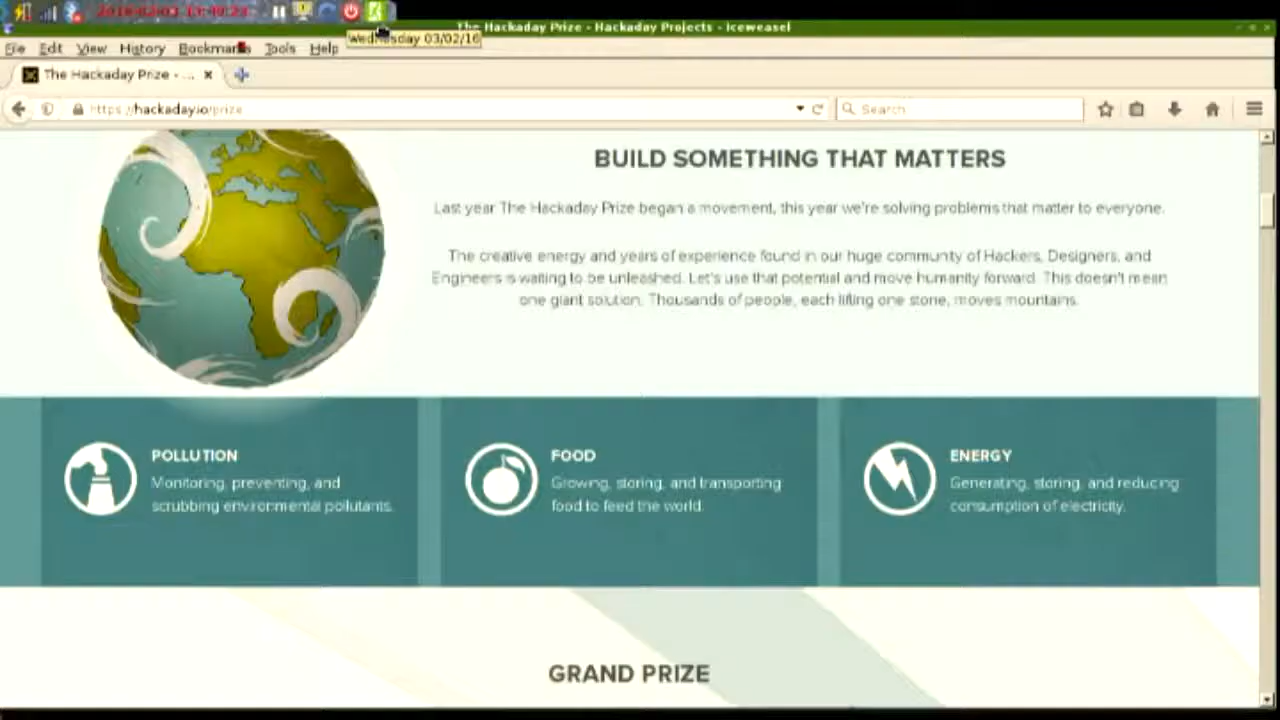 The Hackaday Prize - Hackaday Projects - Iceweasel
Wednesday 03/02/16
File Edit View History Bookmarks Tools Help
The Hackaday Prize - ...
https://hackaday.io/prize
Search
BUILD SOMETHING THAT MATTERS
Last year The Hackaday Prize began a movement, this year we're solving problems that matter to everyone.
The creative energy and years of experience found in our huge community of Hackers, Designers, and
Engineers is waiting to be unleashed. Let's use that potential and move humanity forward. This doesn't mean
one giant solution. Thousands of people, each lifting one stone, moves mountains.
POLLUTION
Monitoring, preventing, and
scrubbing environmental pollutants.
FOOD
Growing, storing, and transporting
food to feed the world.
ENERGY
Generating, storing, and reducing
consumption of electricity.
GRAND PRIZE